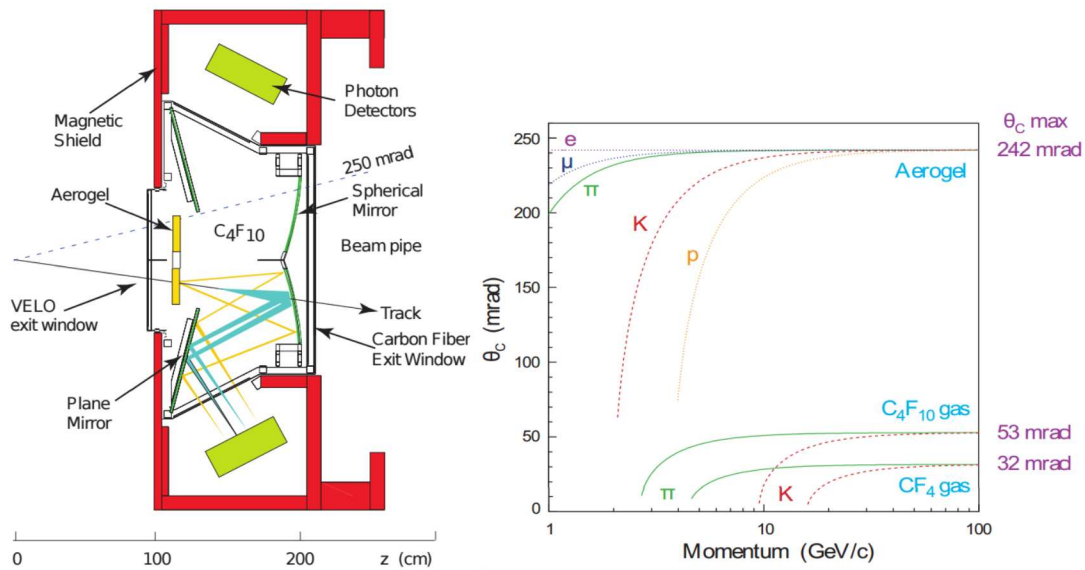 Photon
Detectors
Magnetic
Shield
250 mrad
Aerogel
Spherical
Mirror
C4F10
Beam pipe
VELO
exit window
Track
Carbon Fiber
Exit Window
Plane
Mirror
0 100 200 z (cm)
θC max
242 mrad
250
200
150
100
50
0
θC (mrad)
e
μ
π
K
p
Aerogel
C4F10 gas
53 mrad
32 mrad
π
K
CF4 gas
1 10 100
Momentum (GeV/c)